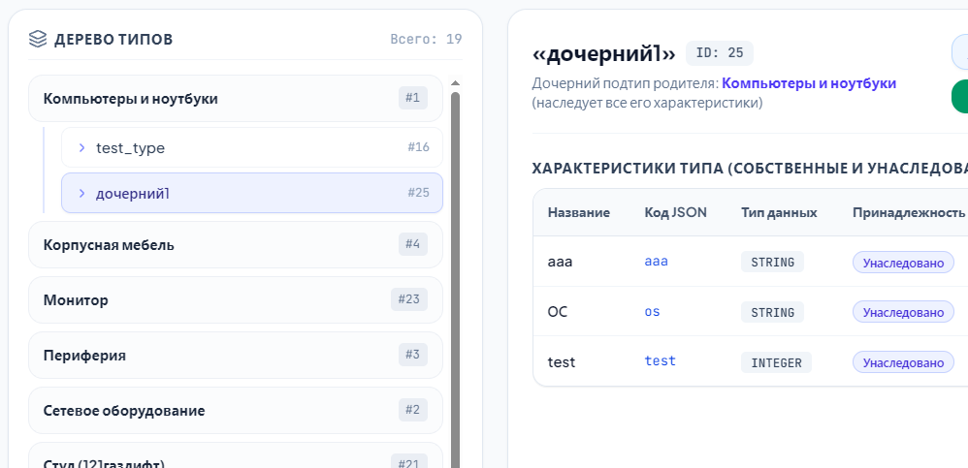 ДЕРЕВО ТИПОВ
Всего: 19
Компьютеры и ноутбуки #1
test_type #16
дочерний1 #25
Корпусная мебель #4
Монитор #23
Периферия #3
Сетевое оборудование #2
Стул (121газлифт) #21
«дочерний1» ID: 25
Дочерний подтип родителя: Компьютеры и ноутбуки
(наследует все его характеристики)
ХАРАКТЕРИСТИКИ ТИПА (СОБСТВЕННЫЕ И УНАСЛЕДОВА
Название Код JSON Тип данных Принадлежность
aaa aaa STRING Унаследовано
ОС os STRING Унаследовано
test test INTEGER Унаследовано